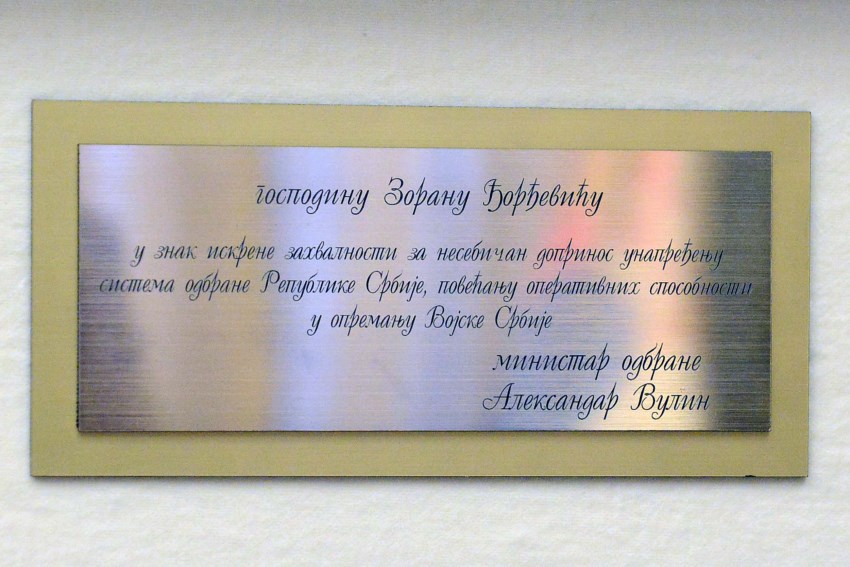 господину Зорану Ђорђевићу
у знак искрене захвалности за несебичан допринос унапређењу
система одбране Републике Србије, повећању оперативних способности
у опремању Војске Србије
министар одбране
Александар Вулин